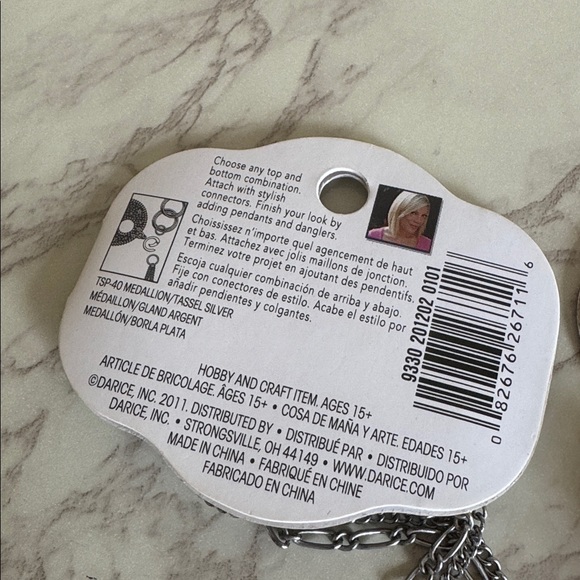 Choose any top and
bottom combination.
Attach with stylish
connectors. Finish your look by
adding pendants and danglers.
Choississez n'importe quel agencement de haut
et bas. Attachez avec jolis maillons de jonction.
Terminez votre projet en ajoutant des pendentifs.
Escoja cualquier combinación de arriba y abajo.
Fije con conectores de estilo. Acabe el estilo por
añadir pendientes y colgantes.
TSP-40 MEDALLION/TASSEL SILVER
MÉDAILLON/GLAND ARGENT
MEDALLÓN/BORLA PLATA
HOBBY AND CRAFT ITEM. AGES 15+
ARTICLE DE BRICOLAGE. ÂGES 15+ • COSA DE MAÑA Y ARTE. EDADES 15+
©DARICE, INC. 2011. DISTRIBUTED BY • DISTRIBUÉ PAR • DISTRIBUIDO POR
DARICE, INC. • STRONGSVILLE, OH 44149 • WWW.DARICE.COM
MADE IN CHINA • FABRIQUÉ EN CHINE
FABRICADO EN CHINA
9330 201202 001
0 82676 26711 6